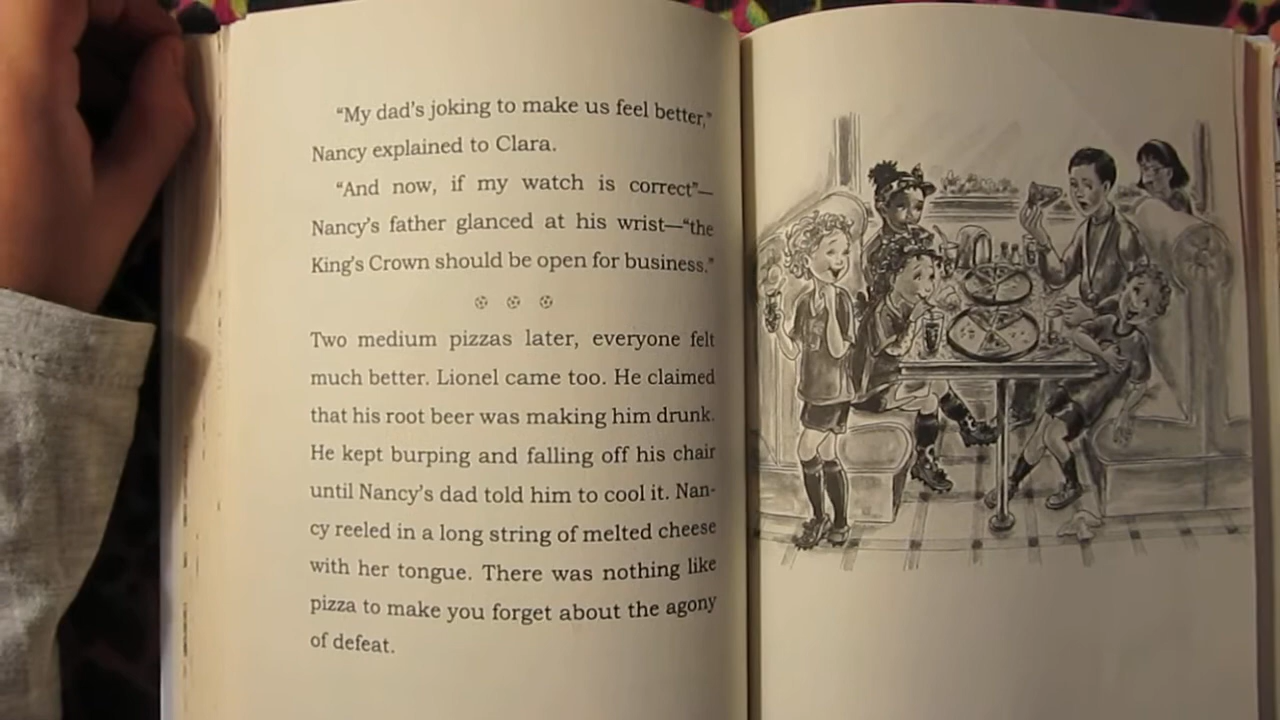 “My dad’s joking to make us feel better,”
Nancy explained to Clara.
“And now, if my watch is correct”—
Nancy’s father glanced at his wrist—“the
King’s Crown should be open for business.”
Two medium pizzas later, everyone felt
much better. Lionel came too. He claimed
that his root beer was making him drunk.
He kept burping and falling off his chair
until Nancy’s dad told him to cool it. Nan-
cy reeled in a long string of melted cheese
with her tongue. There was nothing like
pizza to make you forget about the agony
of defeat.